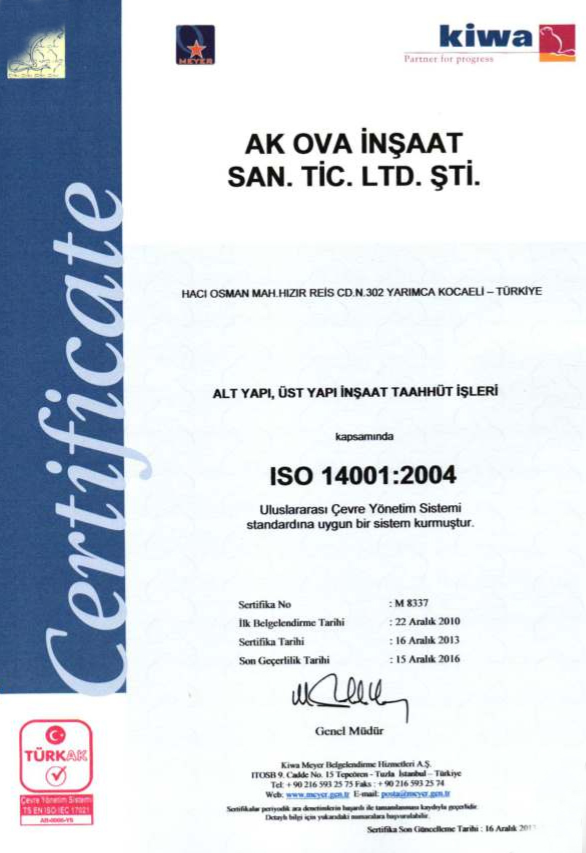 MEYER
kiwa
Partner for progress
AK OVA İNŞAAT
SAN. TİC. LTD. ŞTİ.
Certificate
HACI OSMAN MAH.HIZIR REİS CD.N.302 YARIMCA KOCAELİ – TÜRKİYE
ALT YAPI, ÜST YAPI İNŞAAT TAAHHÜT İŞLERİ
kapsamında
ISO 14001:2004
Uluslararası Çevre Yönetim Sistemi
standardına uygun bir sistem kurmuştur.
Sertifika No : M 8337
İlk Belgelendirme Tarihi : 22 Aralık 2010
Sertifika Tarihi : 16 Aralık 2013
Son Geçerlilik Tarihi : 15 Aralık 2016
Genel Müdür
TÜRKAK
Çevre Yönetim Sistemi
TS EN ISO IEC 17021
Kiwa Meyer Belgelendirme Hizmetleri A.Ş.
ITOSB 9. Cadde No. 15 Tepeören - Tuzla İstanbul – Türkiye
Tel: + 90 216 593 25 75 Faks : + 90 216 593 25 74
Web: www.meyer.gen.tr E-mail: posta@meyer.gen.tr
Sertifikalar periyodik ara denetimlerin başarılı ile tamamlanması kaydıyla geçerlidir.
Detaylı bilgi için yukarıdaki numaralara başvurulabilir.
Sertifika Son Güncelleme Tarihi : 16 Aralık